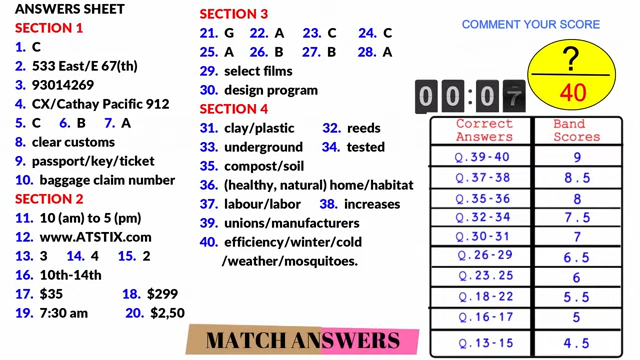 ANSWERS SHEET
SECTION 1
1. C
2. 533 East/E 67(th)
3. 93014269
4. CX/Cathay Pacific 912
5. C 6. B 7. A
8. clear customs
9. passport/key/ticket
10. baggage claim number
SECTION 2
11. 10 (am) to 5 (pm)
12. www.ATSTIX.com
13. 3 14. 4 15. 2
16. 10th-14th
17. $35 18. $299
19. 7:30 am 20. $2,50
SECTION 3
21. G 22. A 23. C 24. C
25. A 26. B 27. B 28. A
29. select films
30. design program
SECTION 4
31. clay/plastic 32. reeds
33. underground 34. tested
35. compost/soil
36. (healthy, natural) home/habitat
37. labour/labor 38. increases
39. unions/manufacturers
40. efficiency/winter/cold
/weather/mosquitoes.
MATCH ANSWERS
COMMENT YOUR SCORE
?
40
00:07
Correct Answers Band Scores
Q.39-40 9
Q.37-38 8.5
Q.35-36 8
Q.32-34 7.5
Q.30-31 7
Q.26-29 6.5
Q.23.25 6
Q.18-22 5.5
Q.16-17 5
Q.13-15 4.5